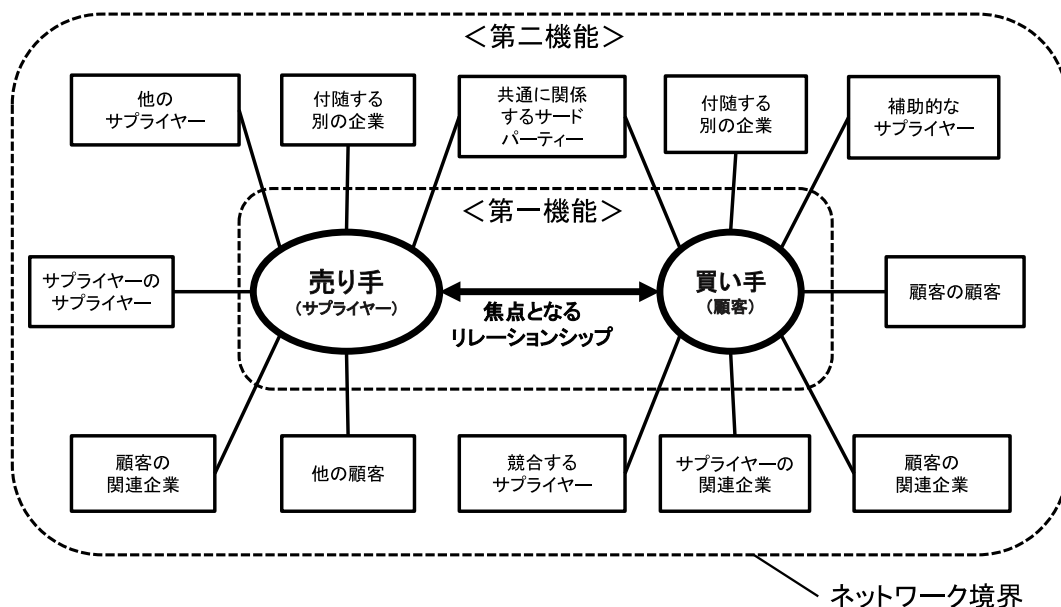 ＜第二機能＞
他の
サプライヤー
付随する
別の企業
共通に関係
するサード
パーティー
付随する
別の企業
補助的な
サプライヤー
＜第一機能＞
サプライヤーの
サプライヤー
売り手
（サプライヤー）
焦点となる
リレーションシップ
買い手
（顧客）
顧客の顧客
顧客の
関連企業
他の顧客
競合する
サプライヤー
サプライヤーの
関連企業
顧客の
関連企業
ネットワーク境界